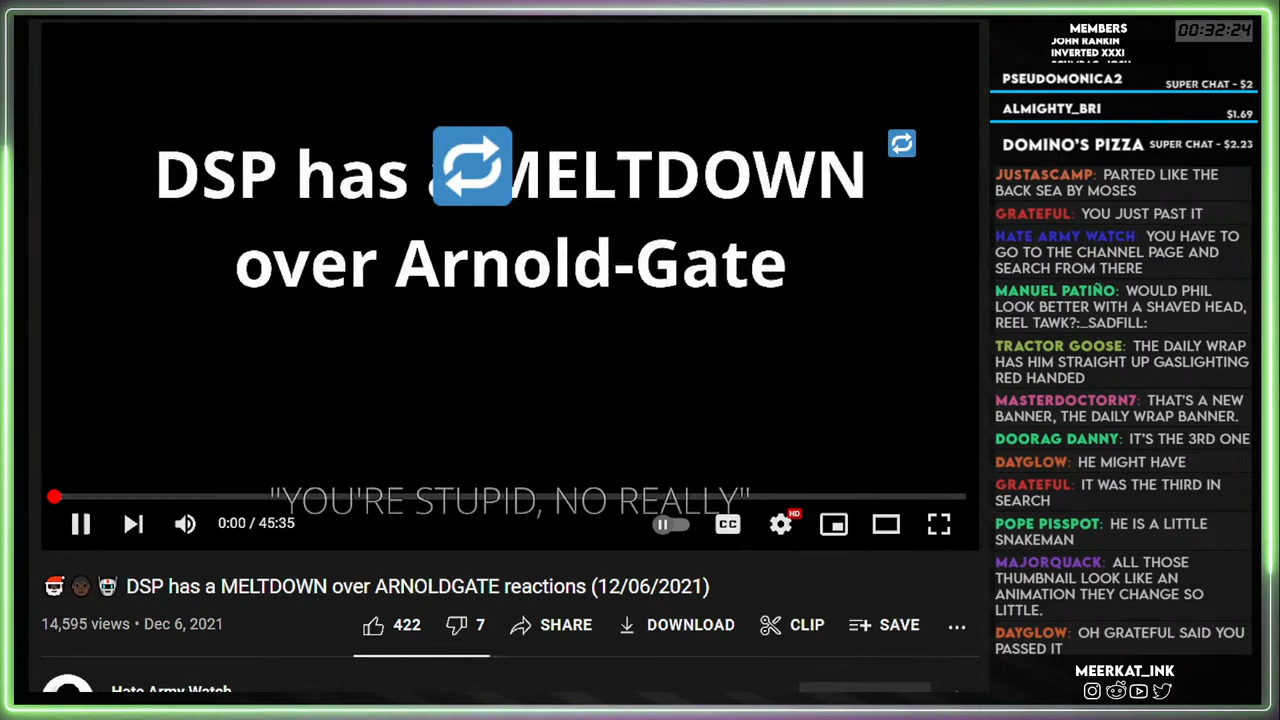 DSP has a MELTDOWN
over Arnold-Gate
"YOU'RE STUPID, NO REALLY"
0:00 / 45:35
CC
HD
DSP has a MELTDOWN over ARNOLDGATE reactions (12/06/2021)
14,595 views • Dec 6, 2021
422
7
SHARE
DOWNLOAD
CLIP
SAVE
Hate Army Watch
00:32:24
MEMBERS
JOHN RANKIN
INVERTED XXXI
PSEUDOMONICA2 SUPER CHAT - $2
ALMIGHTY_BRI $1.69
DOMINO'S PIZZA SUPER CHAT - $2.23
JUSTASCAMP: PARTED LIKE THE
BACK SEA BY MOSES
GRATEFUL: YOU JUST PAST IT
HATE ARMY WATCH: YOU HAVE TO
GO TO THE CHANNEL PAGE AND
SEARCH FROM THERE
MANUEL PATIÑO: WOULD PHIL
LOOK BETTER WITH A SHAVED HEAD,
REEL TAWK?:_SADFILL:
TRACTOR GOOSE: THE DAILY WRAP
HAS HIM STRAIGHT UP GASLIGHTING
RED HANDED
MASTERDOCTORN7: THAT'S A NEW
BANNER, THE DAILY WRAP BANNER.
DOORAG DANNY: IT'S THE 3RD ONE
DAYGLOW: HE MIGHT HAVE
GRATEFUL: IT WAS THE THIRD IN
SEARCH
POPE PISSPOT: HE IS A LITTLE
SNAKEMAN
MAJORQUACK: ALL THOSE
THUMBNAIL LOOK LIKE AN
ANIMATION THEY CHANGE SO
LITTLE.
DAYGLOW: OH GRATEFUL SAID YOU
PASSED IT
MEERKAT_INK